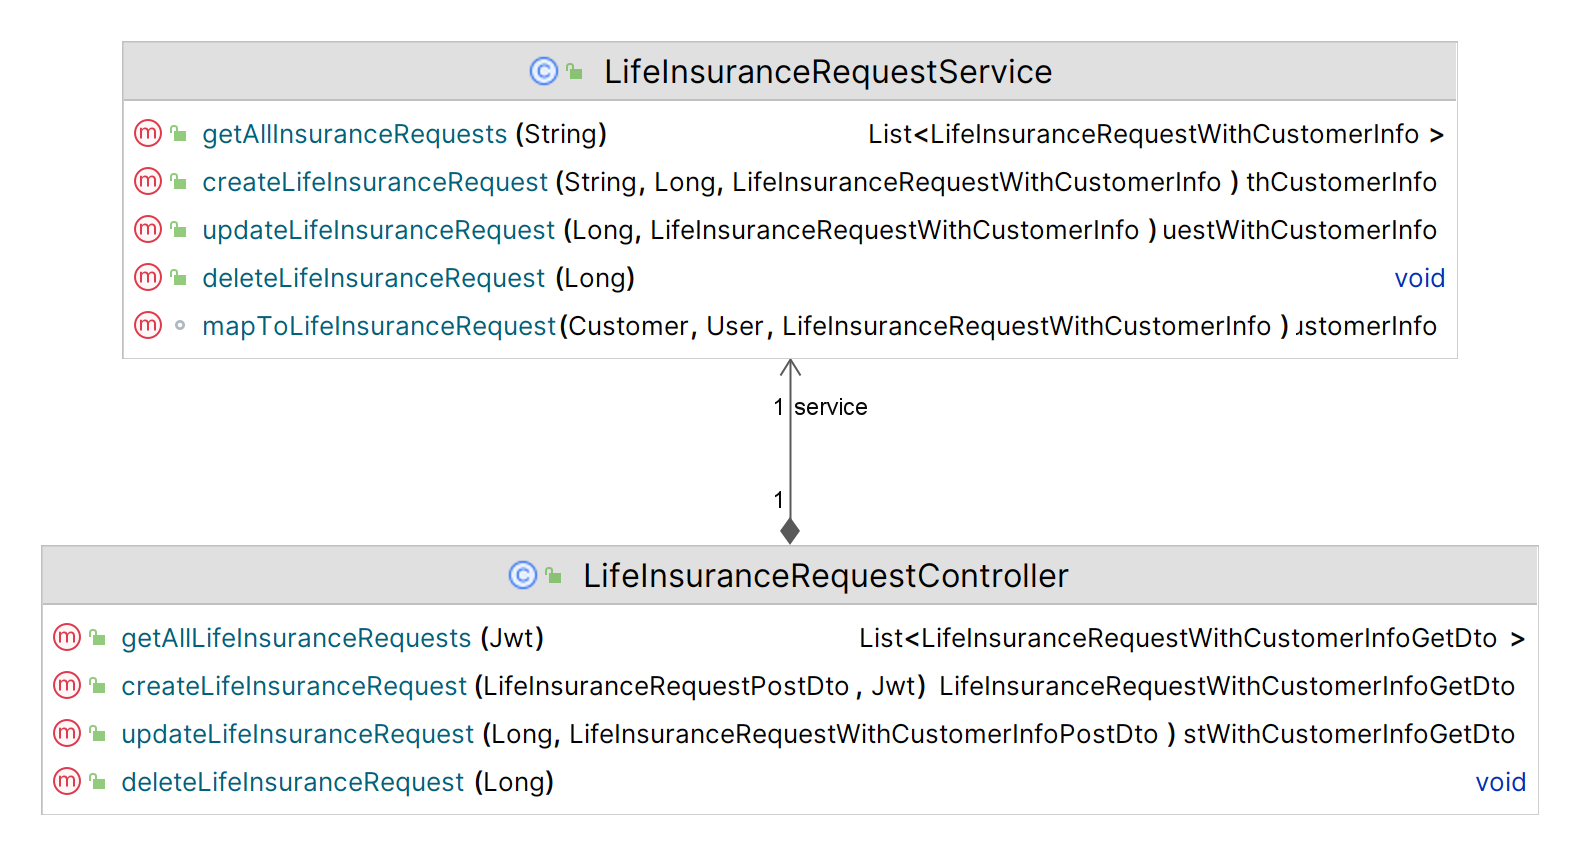 LifeInsuranceRequestService
getAllInsuranceRequests (String) List<LifeInsuranceRequestWithCustomerInfo >
createLifeInsuranceRequest (String, Long, LifeInsuranceRequestWithCustomerInfo ) thCustomerInfo
updateLifeInsuranceRequest (Long, LifeInsuranceRequestWithCustomerInfo ) uestWithCustomerInfo
deleteLifeInsuranceRequest (Long) void
mapToLifeInsuranceRequest(Customer, User, LifeInsuranceRequestWithCustomerInfo ) ustomerInfo
1 service
1
LifeInsuranceRequestController
getAllLifeInsuranceRequests (Jwt) List<LifeInsuranceRequestWithCustomerInfoGetDto >
createLifeInsuranceRequest (LifeInsuranceRequestPostDto, Jwt) LifeInsuranceRequestWithCustomerInfoGetDto
updateLifeInsuranceRequest (Long, LifeInsuranceRequestWithCustomerInfoPostDto ) stWithCustomerInfoGetDto
deleteLifeInsuranceRequest (Long) void